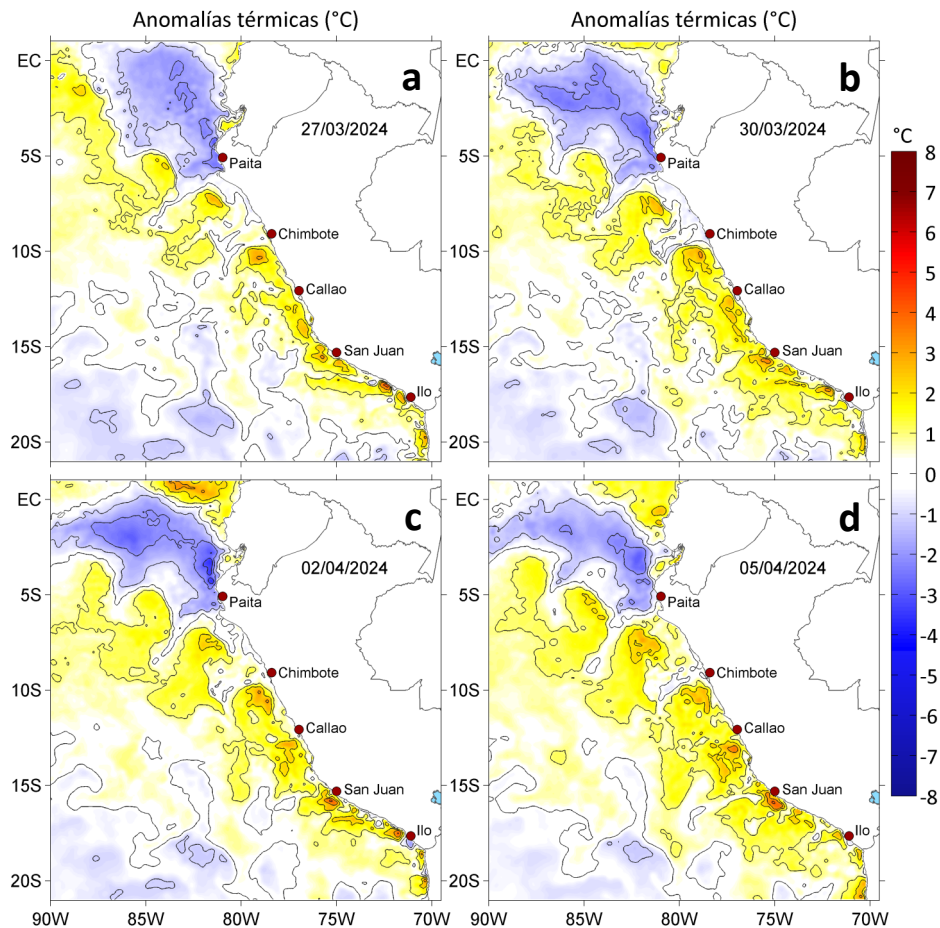 Anomalías térmicas (°C)
Anomalías térmicas (°C)
EC
5S
10S
15S
20S
a
27/03/2024
Paita
Chimbote
Callao
San Juan
Ilo
EC
5S
10S
15S
20S
b
30/03/2024
Paita
Chimbote
Callao
San Juan
Ilo
EC
5S
10S
15S
20S
c
02/04/2024
Paita
Chimbote
Callao
San Juan
Ilo
90W
85W
80W
75W
70W
EC
5S
10S
15S
20S
d
05/04/2024
Paita
Chimbote
Callao
San Juan
Ilo
90W
85W
80W
75W
70W
°C
8
7
6
5
4
3
2
1
0
-1
-2
-3
-4
-5
-6
-7
-8